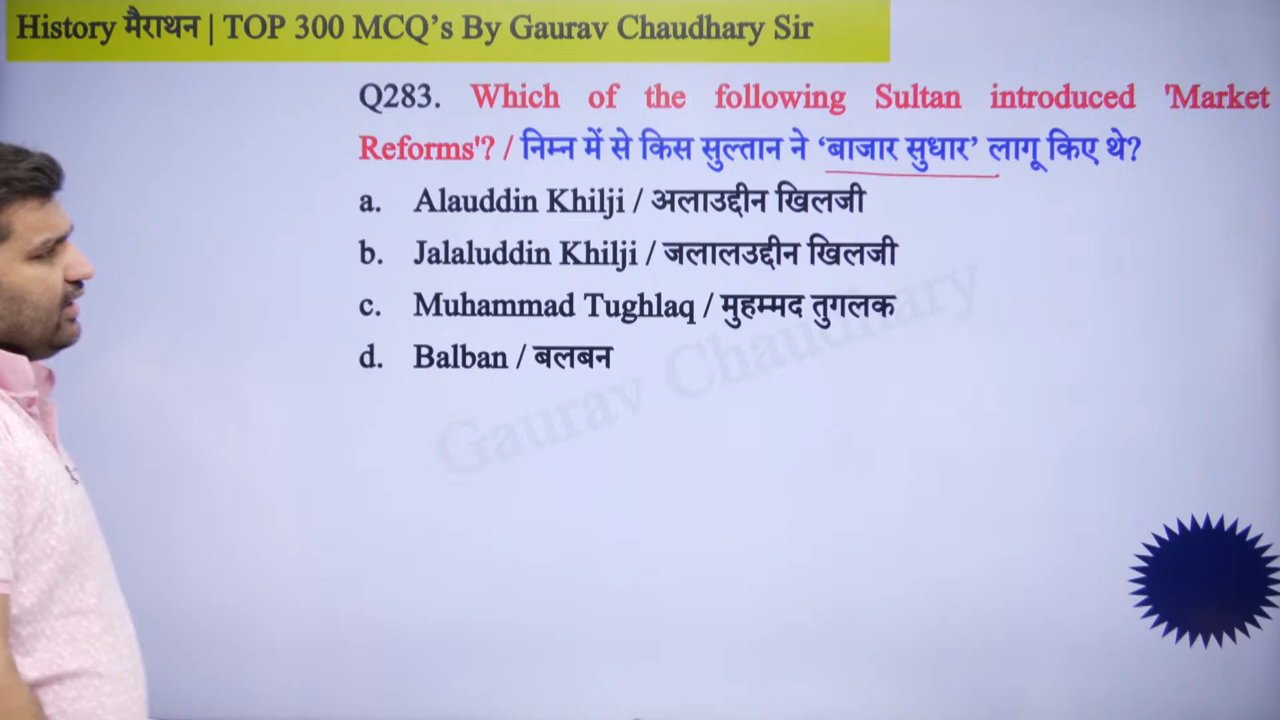 History मैराथन | TOP 300 MCQ’s By Gaurav Chaudhary Sir
Q283. Which of the following Sultan introduced 'Market
Reforms'? / निम्न में से किस सुल्तान ने ‘बाजार सुधार’ लागू किए थे?
a. Alauddin Khilji / अलाउद्दीन खिलजी
b. Jalaluddin Khilji / जलालउद्दीन खिलजी
c. Muhammad Tughlaq / मुहम्मद तुगलक
d. Balban / बलबन
Gaurav Chaudhary